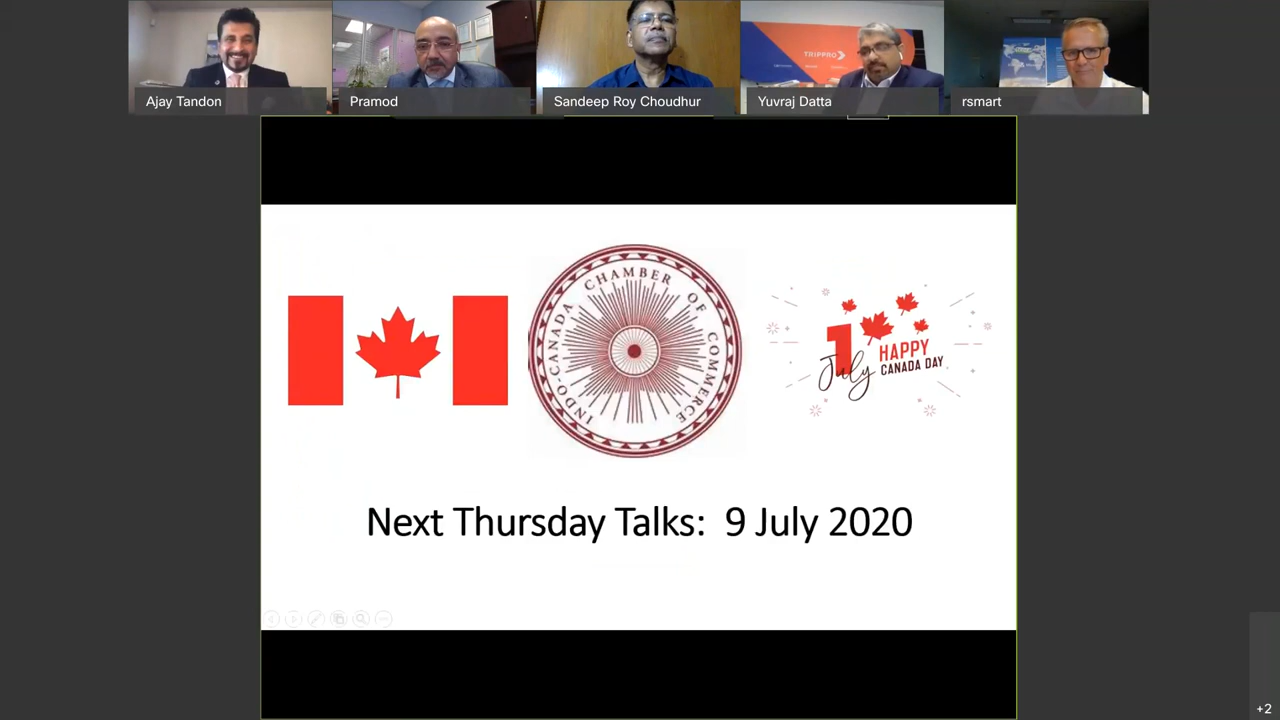 TRIPPRO
Ajay Tandon
Pramod
Sandeep Roy Choudhur
Yuvraj Datta
rsmart
INDO-CANADA CHAMBER OF COMMERCE
1
July
HAPPY
CANADA DAY
Next Thursday Talks: 9 July 2020
+2